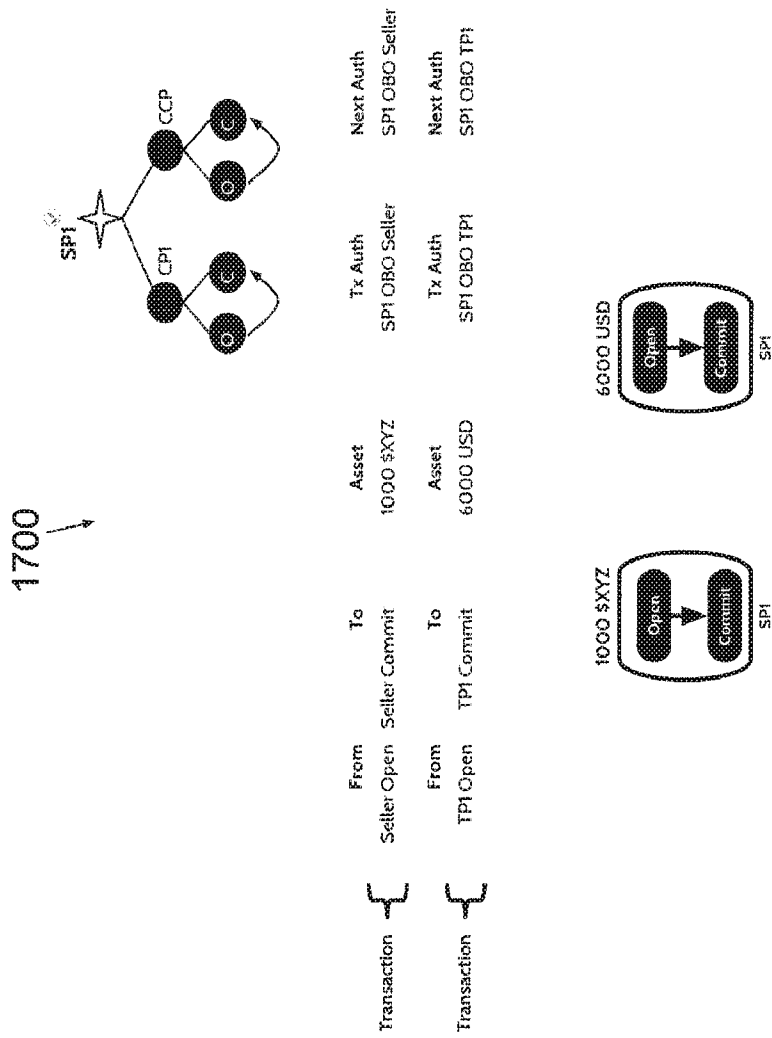 1700
SP1
CP1 CCP
O C O C
From To Asset Tx Auth Next Auth
Transaction Seller Open Seller Commit 1000 $XYZ SP1 OBO Seller SP1 OBO Seller
From To Asset Tx Auth Next Auth
Transaction TP1 Open TP1 Commit 6000 USD SP1 OBO TP1 SP1 OBO TP1
1000 $XYZ 6000 USD
Open Open
Commit Commit
SP1 SP1